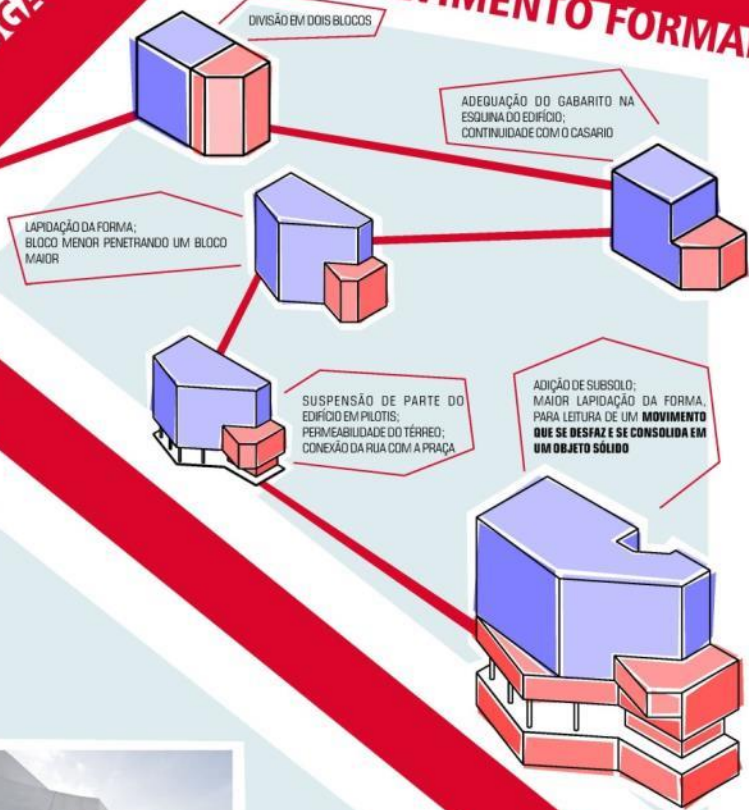 DIVISÃO EM DOIS BLOCOS
FORMAL
ADEQUAÇÃO DO GABARITO NA
ESQUINA DO EDIFÍCIO;
CONTINUIDADE COM O CASARIO
LAPIDAÇÃO DA FORMA;
BLOCO MENOR PENETRANDO UM BLOCO
MAIOR
SUSPENSÃO DE PARTE DO
EDIFÍCIO EM PILOTIS;
PERMEABILIDADE DO TÉRREO;
CONEXÃO DA RUA COM A PRAÇA
ADIÇÃO DE SUBSOLO;
MAIOR LAPIDAÇÃO DA FORMA,
PARA LEITURA DE UM MOVIMENTO
QUE SE DESFAZ E SE CONSOLIDA EM
UM OBJETO SÓLIDO